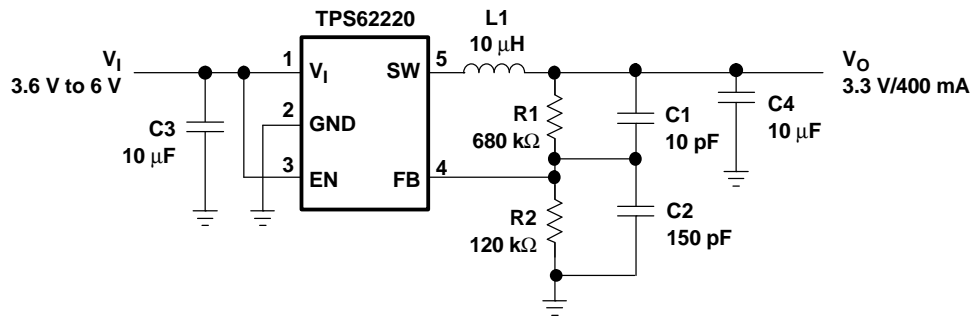 TPS62220
L1
10 μH
V_I
3.6 V to 6 V
1
V_I
SW
5
V_O
3.3 V/400 mA
C3
10 μF
2
GND
R1
680 kΩ
C1
10 pF
C4
10 μF
3
EN
FB
4
R2
120 kΩ
C2
150 pF